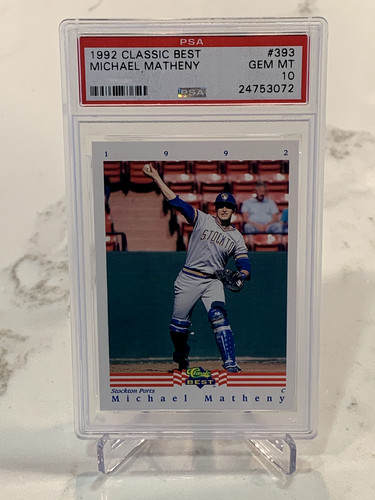 PSA
1992 CLASSIC BEST #393
MICHAEL MATHENY GEM MT
10
PSA 24753072
1 9 9 2
STOCKTON
Classic
BEST
Stockton Ports C
Michael Matheny